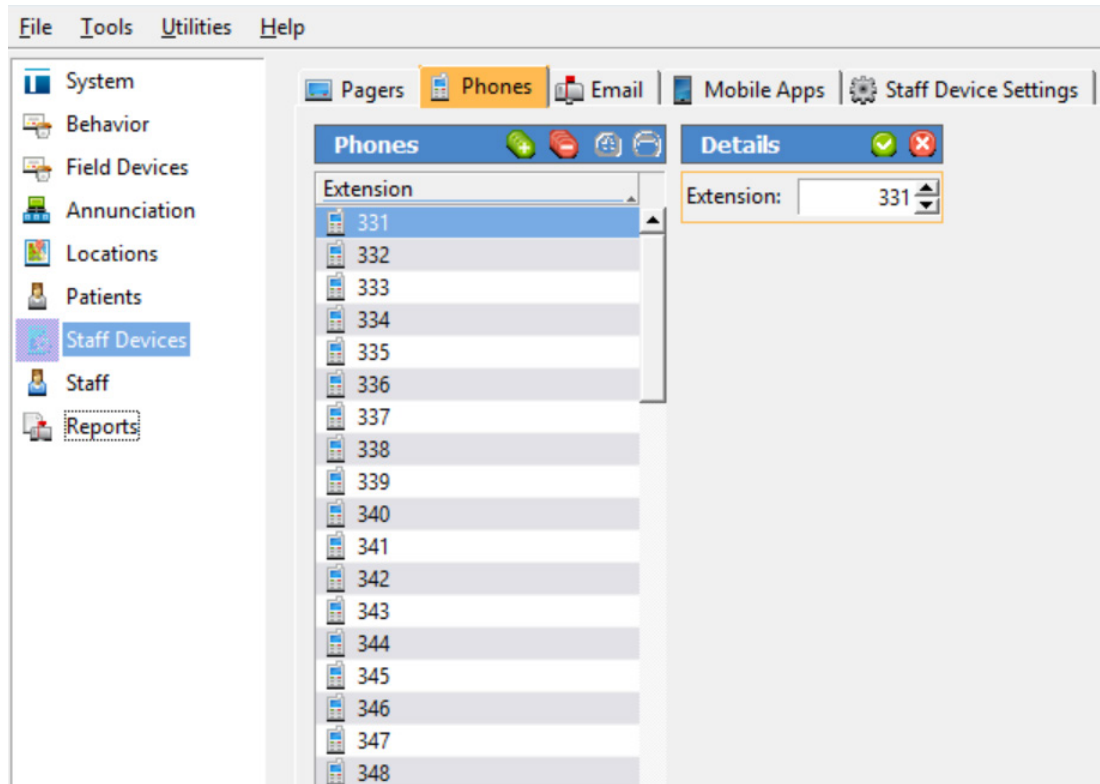 File Tools Utilities Help
System
Behavior
Field Devices
Annunciation
Locations
Patients
Staff Devices
Staff
Reports
Pagers Phones Email Mobile Apps Staff Device Settings
Phones
Extension
331
332
333
334
335
336
337
338
339
340
341
342
343
344
345
346
347
348
Details
Extension: 331